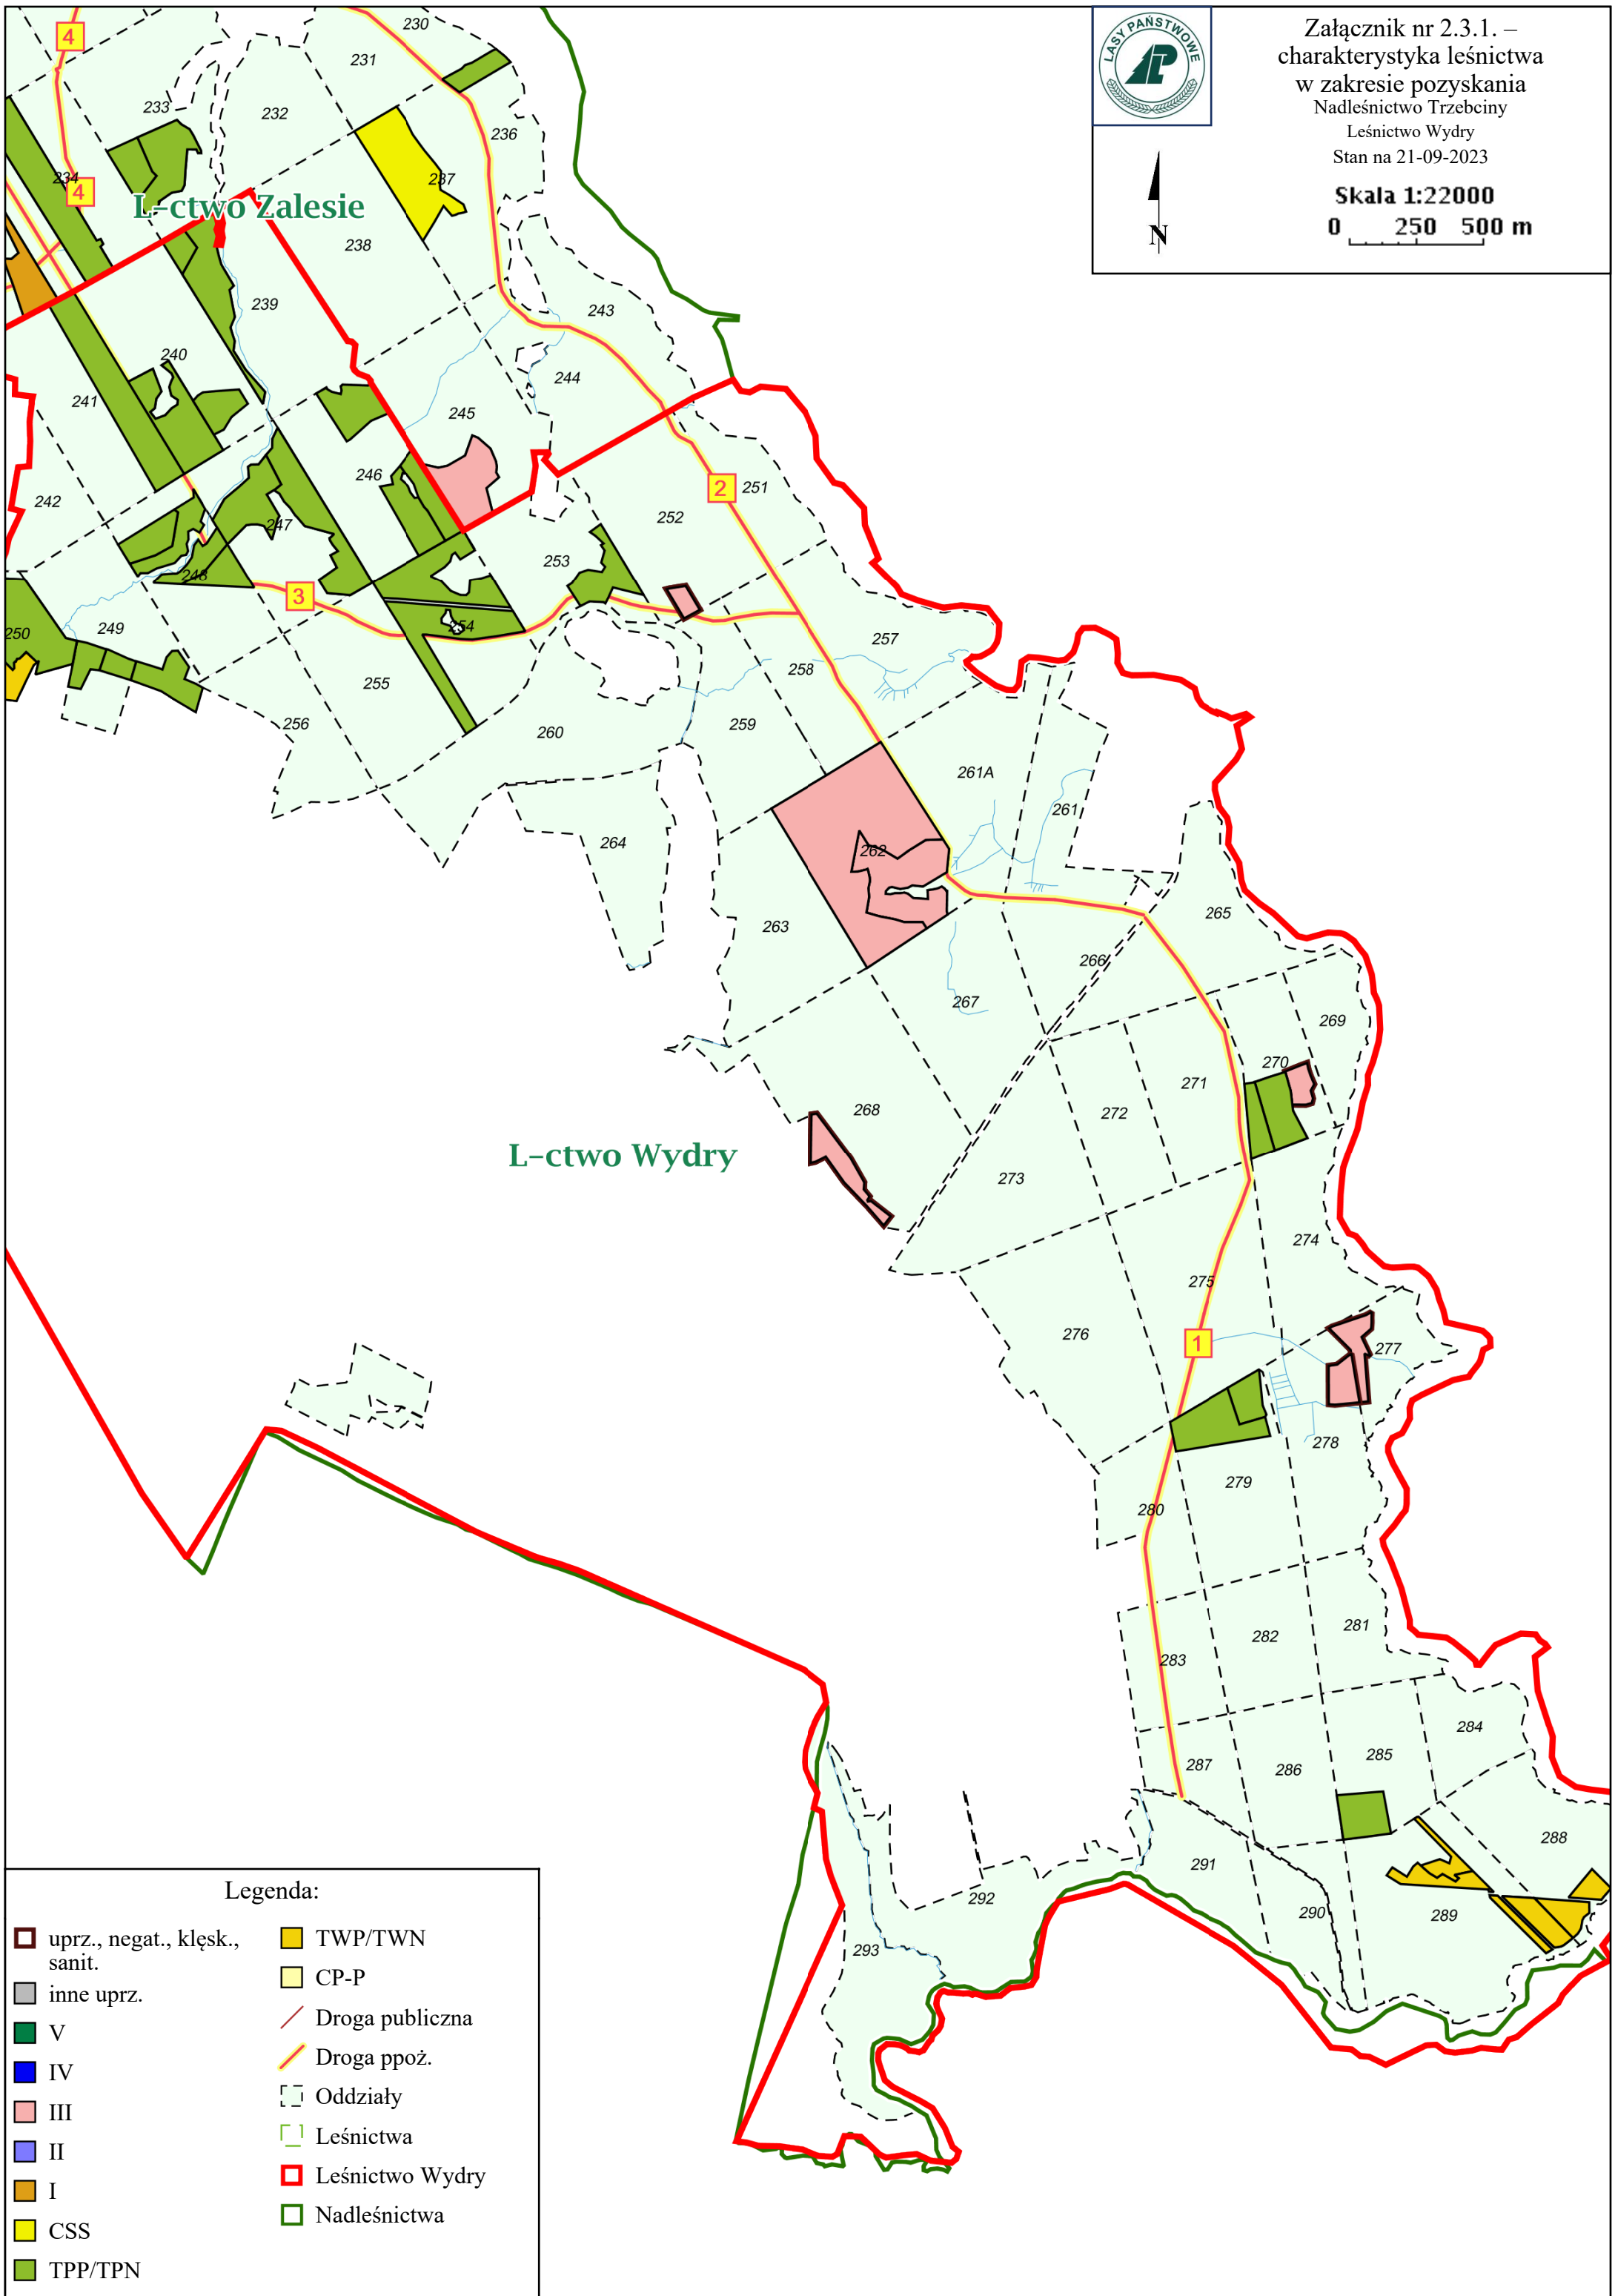 LASY PAŃSTWOWE
Załącznik nr 2.3.1. –
charakterystyka leśnictwa
w zakresie pozyskania
Nadleśnictwo Trzebciny
Leśnictwo Wydry
Stan na 21-09-2023
Skala 1:22000
0 250 500 m
N
4
230
231
233
232
236
234
4
237
L-ctwo Zalesie
238
239
243
240
244
241
245
246
242
2
251
252
247
253
248
3
249
254
250
257
258
255
256
259
260
261A
261
264
262
265
263
266
267
269
270
271
268
272
L-ctwo Wydry
273
274
275
276
1
277
278
279
280
281
282
283
284
285
287
286
288
291
292
290
289
293
Legenda:
uprz., negat., klęsk.,
sanit.
inne uprz.
V
IV
III
II
I
CSS
TPP/TPN
TWP/TWN
CP-P
Droga publiczna
Droga ppoż.
Oddziały
Leśnictwa
Leśnictwo Wydry
Nadleśnictwa